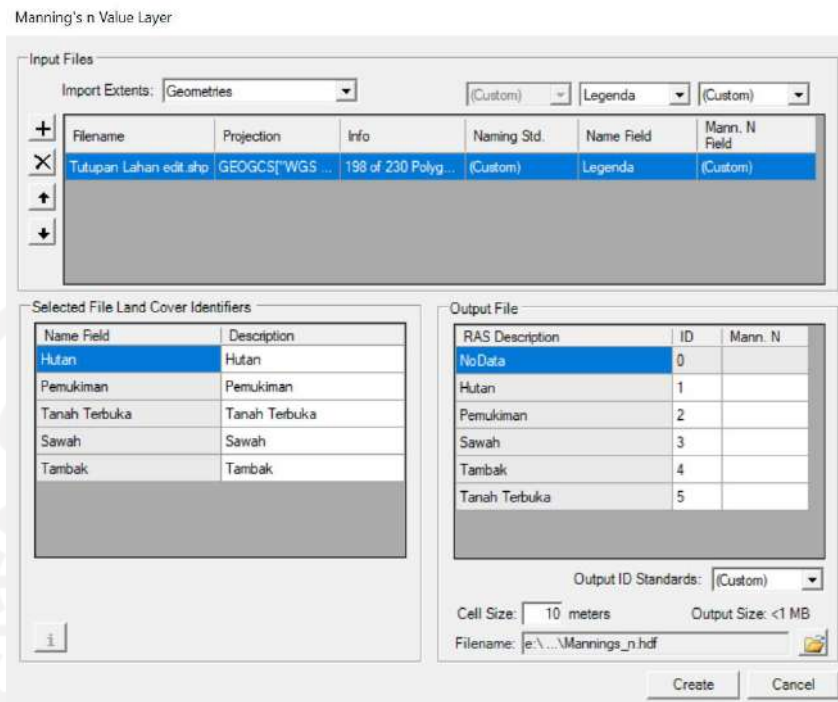 Manning's n Value Layer
Input Files
Import Extents: Geometries (Custom) Legenda (Custom)
Filename Projection Info Naming Std. Name Field Mann. N Field
Tutupan Lahan edit.shp GEOGCS["WGS ... 198 of 230 Polyg... (Custom) Legenda (Custom)
Selected File Land Cover Identifiers
Name Field Description
Hutan Hutan
Pemukiman Pemukiman
Tanah Terbuka Tanah Terbuka
Sawah Sawah
Tambak Tambak
i
Output File
RAS Description ID Mann. N
NoData 0
Hutan 1
Pemukiman 2
Sawah 3
Tambak 4
Tanah Terbuka 5
Output ID Standards: (Custom)
Cell Size: 10 meters Output Size: <1 MB
Filename: e:\ ...\Mannings_n.hdf
Create Cancel